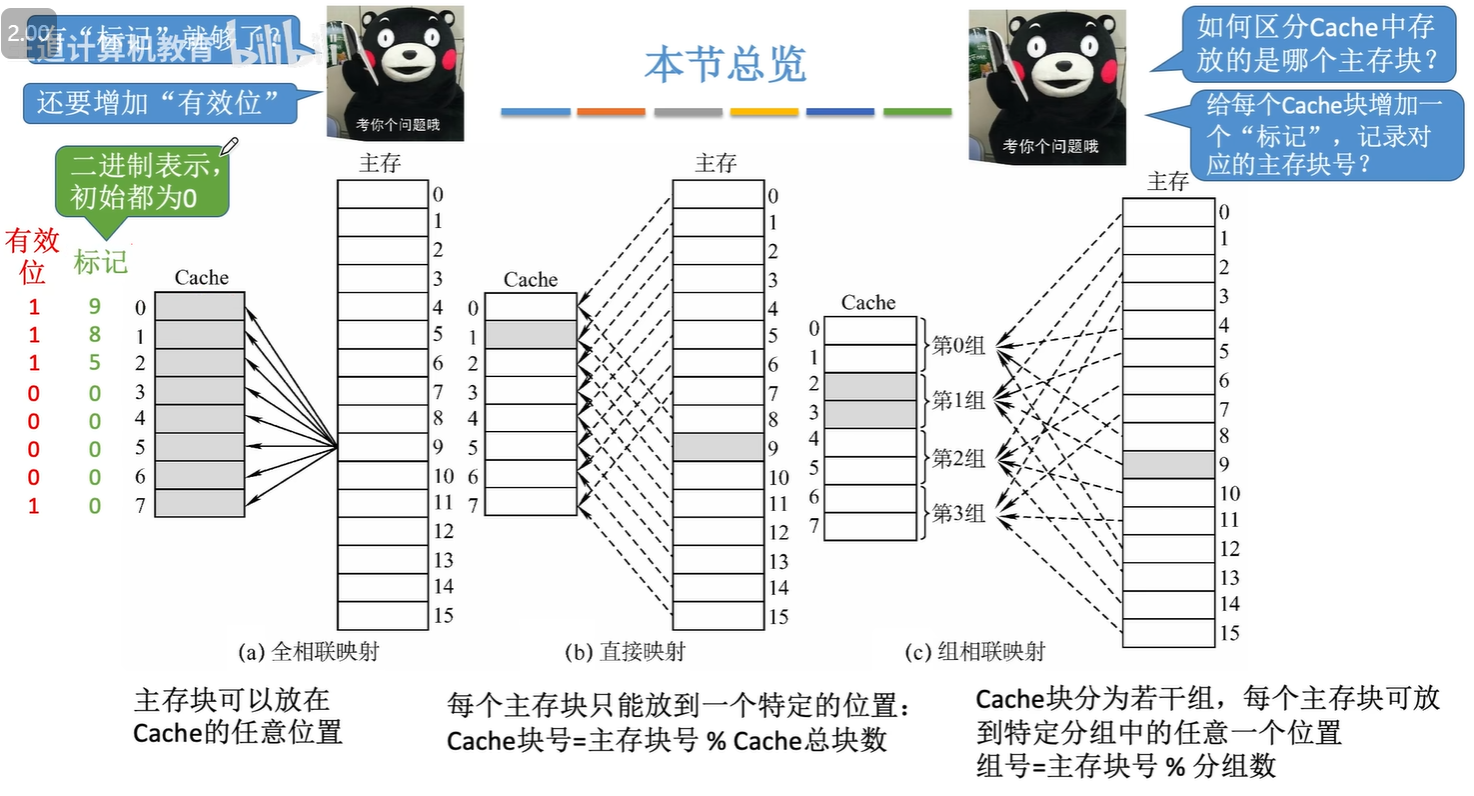 2.00
有“标记”就够了？
王道计算机教育 bilibili
还要增加“有效位”
考你个问题哦
本节总览
考你个问题哦
如何区分Cache中存
放的是哪个主存块？
给每个Cache块增加一
个“标记”，记录对
应的主存块号？
二进制表示，
初始都为0
有效
位
标记
1 9
1 8
1 5
0 0
0 0
0 0
0 0
1 0
Cache
0
1
2
3
4
5
6
7
主存
0
1
2
3
4
5
6
7
8
9
10
11
12
13
14
15
(a) 全相联映射
主存块可以放在
Cache的任意位置
Cache
0
1
2
3
4
5
6
7
主存
0
1
2
3
4
5
6
7
8
9
10
11
12
13
14
15
(b) 直接映射
每个主存块只能放到一个特定的位置：
Cache块号=主存块号 % Cache总块数
Cache
0
1
2
3
4
5
6
7
第0组
第1组
第2组
第3组
主存
0
1
2
3
4
5
6
7
8
9
10
11
12
13
14
15
(c) 组相联映射
Cache块分为若干组，每个主存块可放
到特定分组中的任意一个位置
组号=主存块号 % 分组数